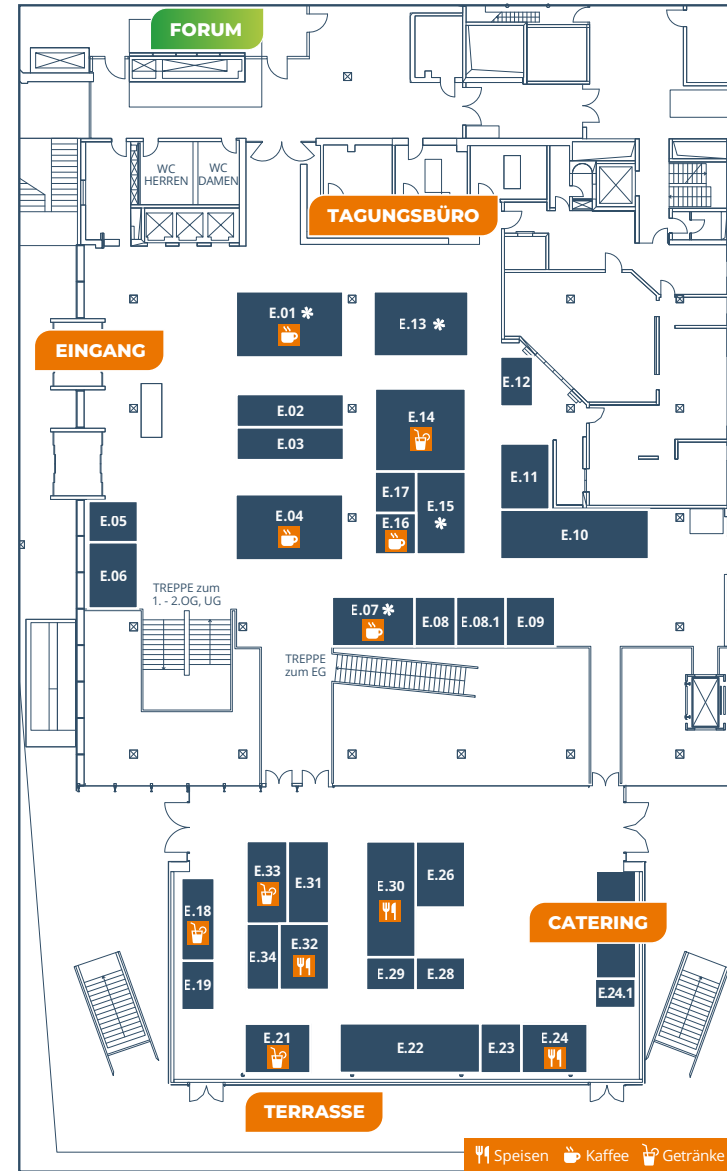 FORUM
WC
HERREN
WC
DAMEN
TAGUNGSBÜRO
E.01 *
E.13 *
EINGANG
E.12
E.02
E.14
E.03
E.11
E.17
E.15
*
E.04
E.16
E.05
E.10
E.06
TREPPE zum
1. - 2.OG, UG
E.07 *
E.08
E.08.1
E.09
TREPPE
zum EG
E.33
E.31
E.30
E.26
E.18
CATERING
E.34
E.32
E.29
E.28
E.19
E.24.1
E.21
E.22
E.23
E.24
TERRASSE
Speisen Kaffee Getränke